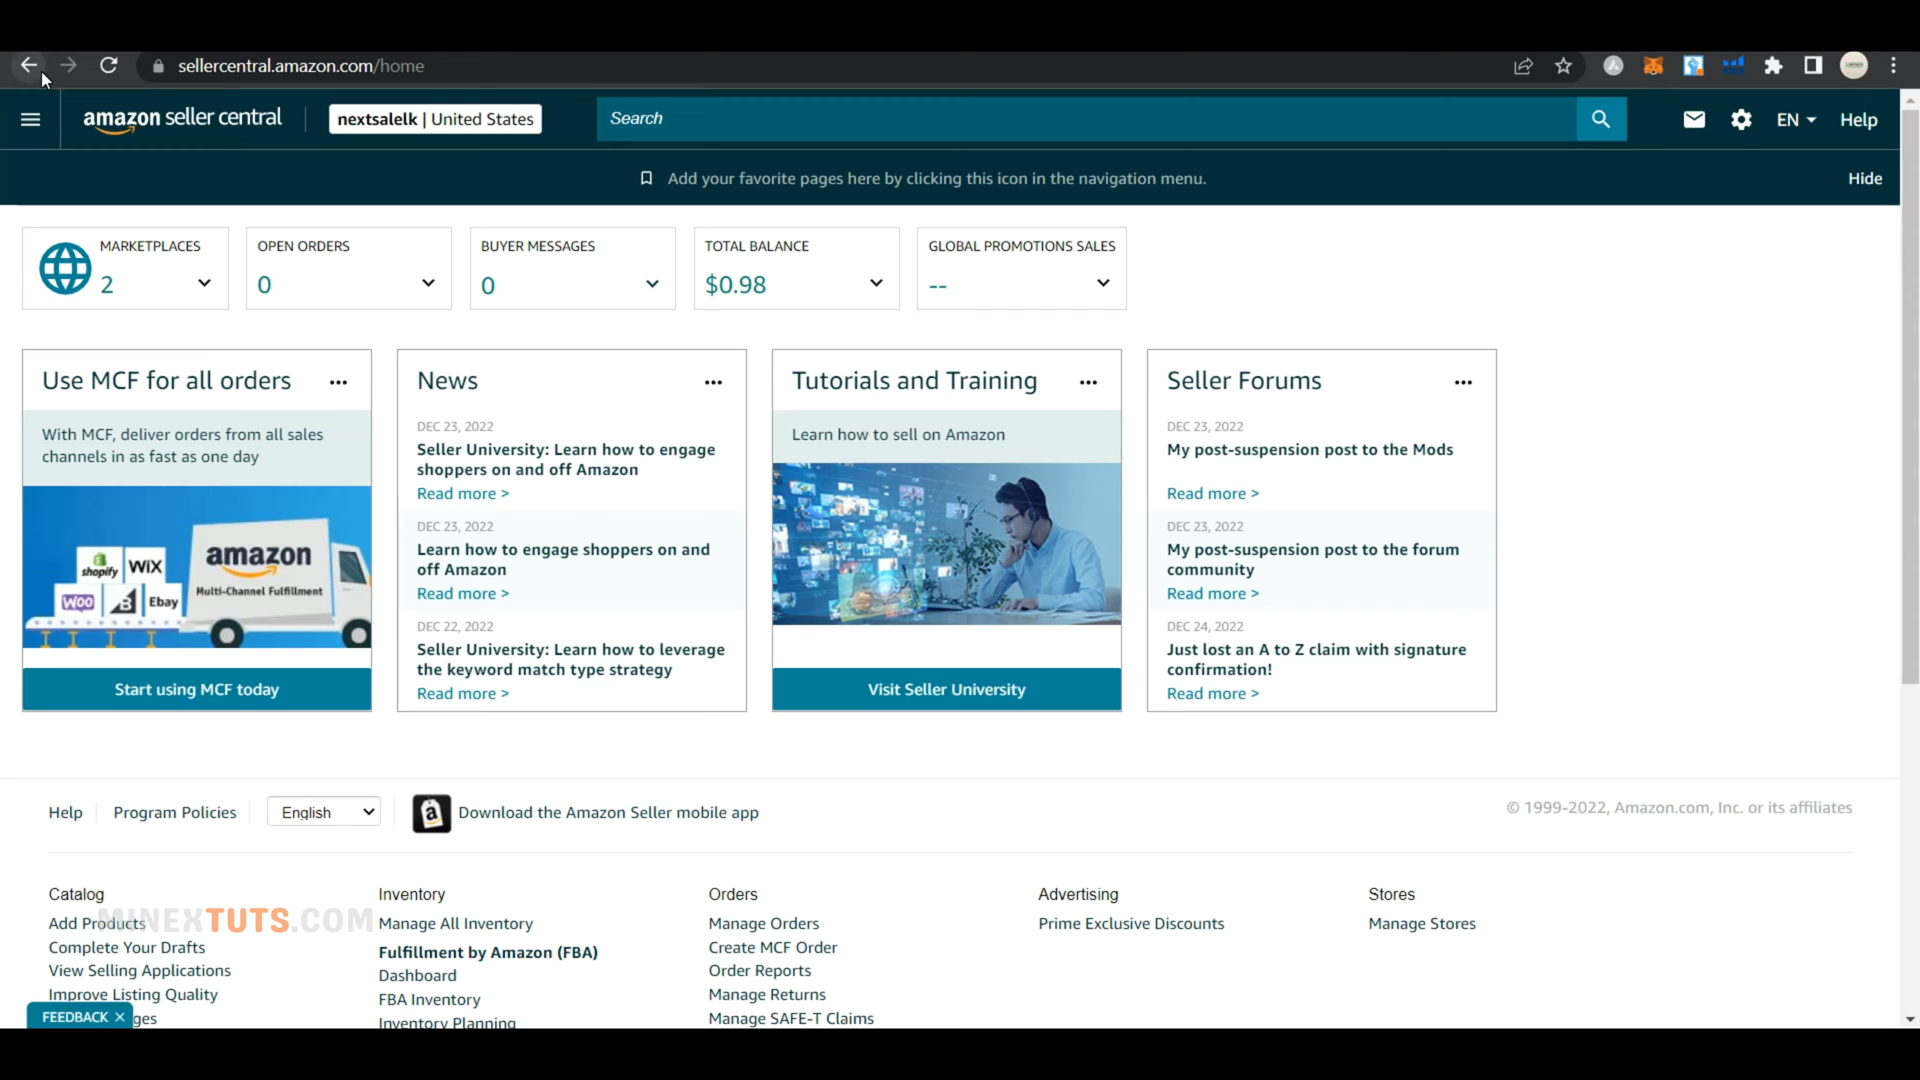 sellercentral.amazon.com/home
amazon seller central
nextsalelk | United States
Search
EN
Help
Add your favorite pages here by clicking this icon in the navigation menu.
Hide
MARKETPLACES
2
OPEN ORDERS
0
BUYER MESSAGES
0
TOTAL BALANCE
$0.98
GLOBAL PROMOTIONS SALES
--
Use MCF for all orders
With MCF, deliver orders from all sales
channels in as fast as one day
shopify
WIX
WOO
Ebay
amazon
Multi-Channel Fulfillment
Start using MCF today
News
DEC 23, 2022
Seller University: Learn how to engage
shoppers on and off Amazon
Read more >
DEC 23, 2022
Learn how to engage shoppers on and
off Amazon
Read more >
DEC 22, 2022
Seller University: Learn how to leverage
the keyword match type strategy
Read more >
Tutorials and Training
Learn how to sell on Amazon
Visit Seller University
Seller Forums
DEC 23, 2022
My post-suspension post to the Mods
Read more >
DEC 23, 2022
My post-suspension post to the forum
community
Read more >
DEC 24, 2022
Just lost an A to Z claim with signature
confirmation!
Read more >
Help
Program Policies
English
Download the Amazon Seller mobile app
© 1999-2022, Amazon.com, Inc. or its affiliates
Catalog
Add Products
Complete Your Drafts
View Selling Applications
Improve Listing Quality
ges
Inventory
Manage All Inventory
Fulfillment by Amazon (FBA)
Dashboard
FBA Inventory
Inventory Planning
Orders
Manage Orders
Create MCF Order
Order Reports
Manage Returns
Manage SAFE-T Claims
Advertising
Prime Exclusive Discounts
Stores
Manage Stores
MINEXTUTS.COM
FEEDBACK ×